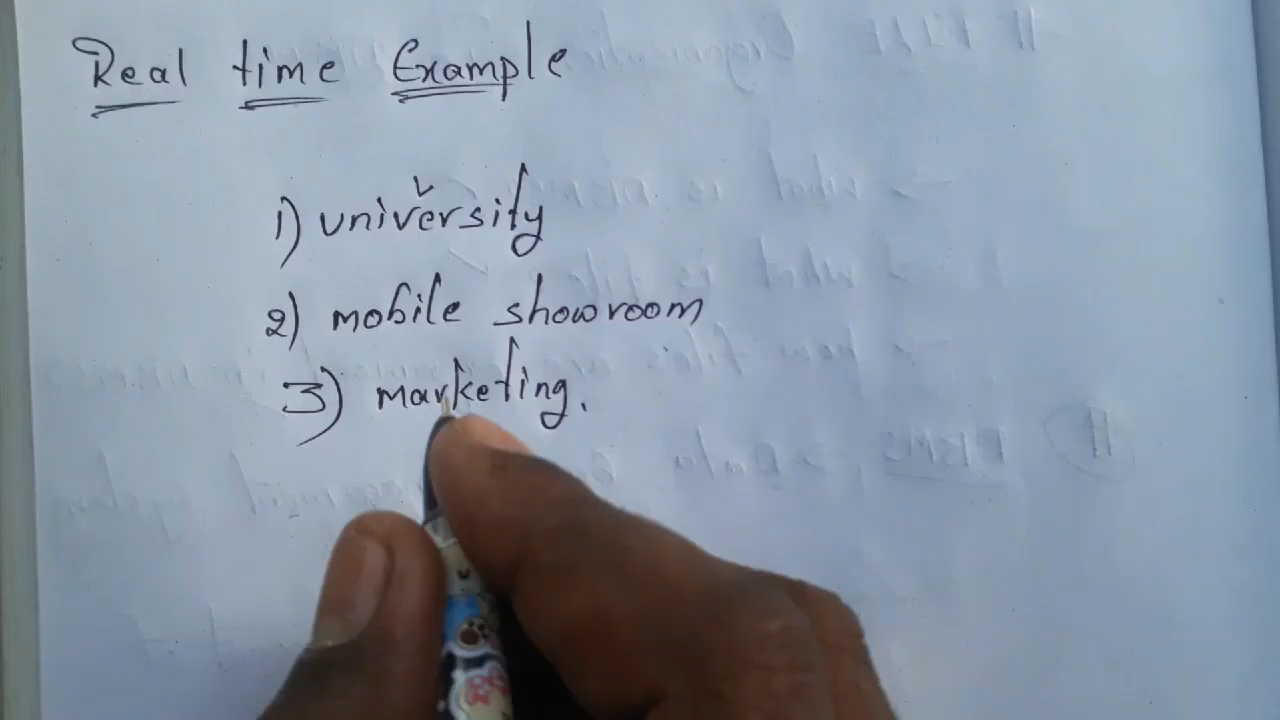 Real time Example
1) university
2) mobile showroom
3) marketing.